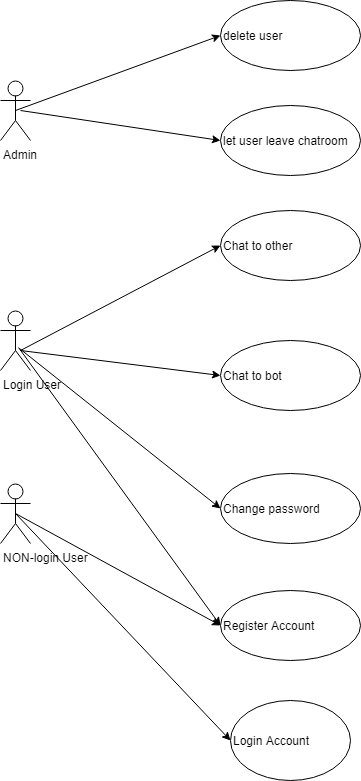 delete user
Admin
let user leave chatroom
Chat to other
Login User
Chat to bot
Change password
NON-login User
Register Account
Login Account